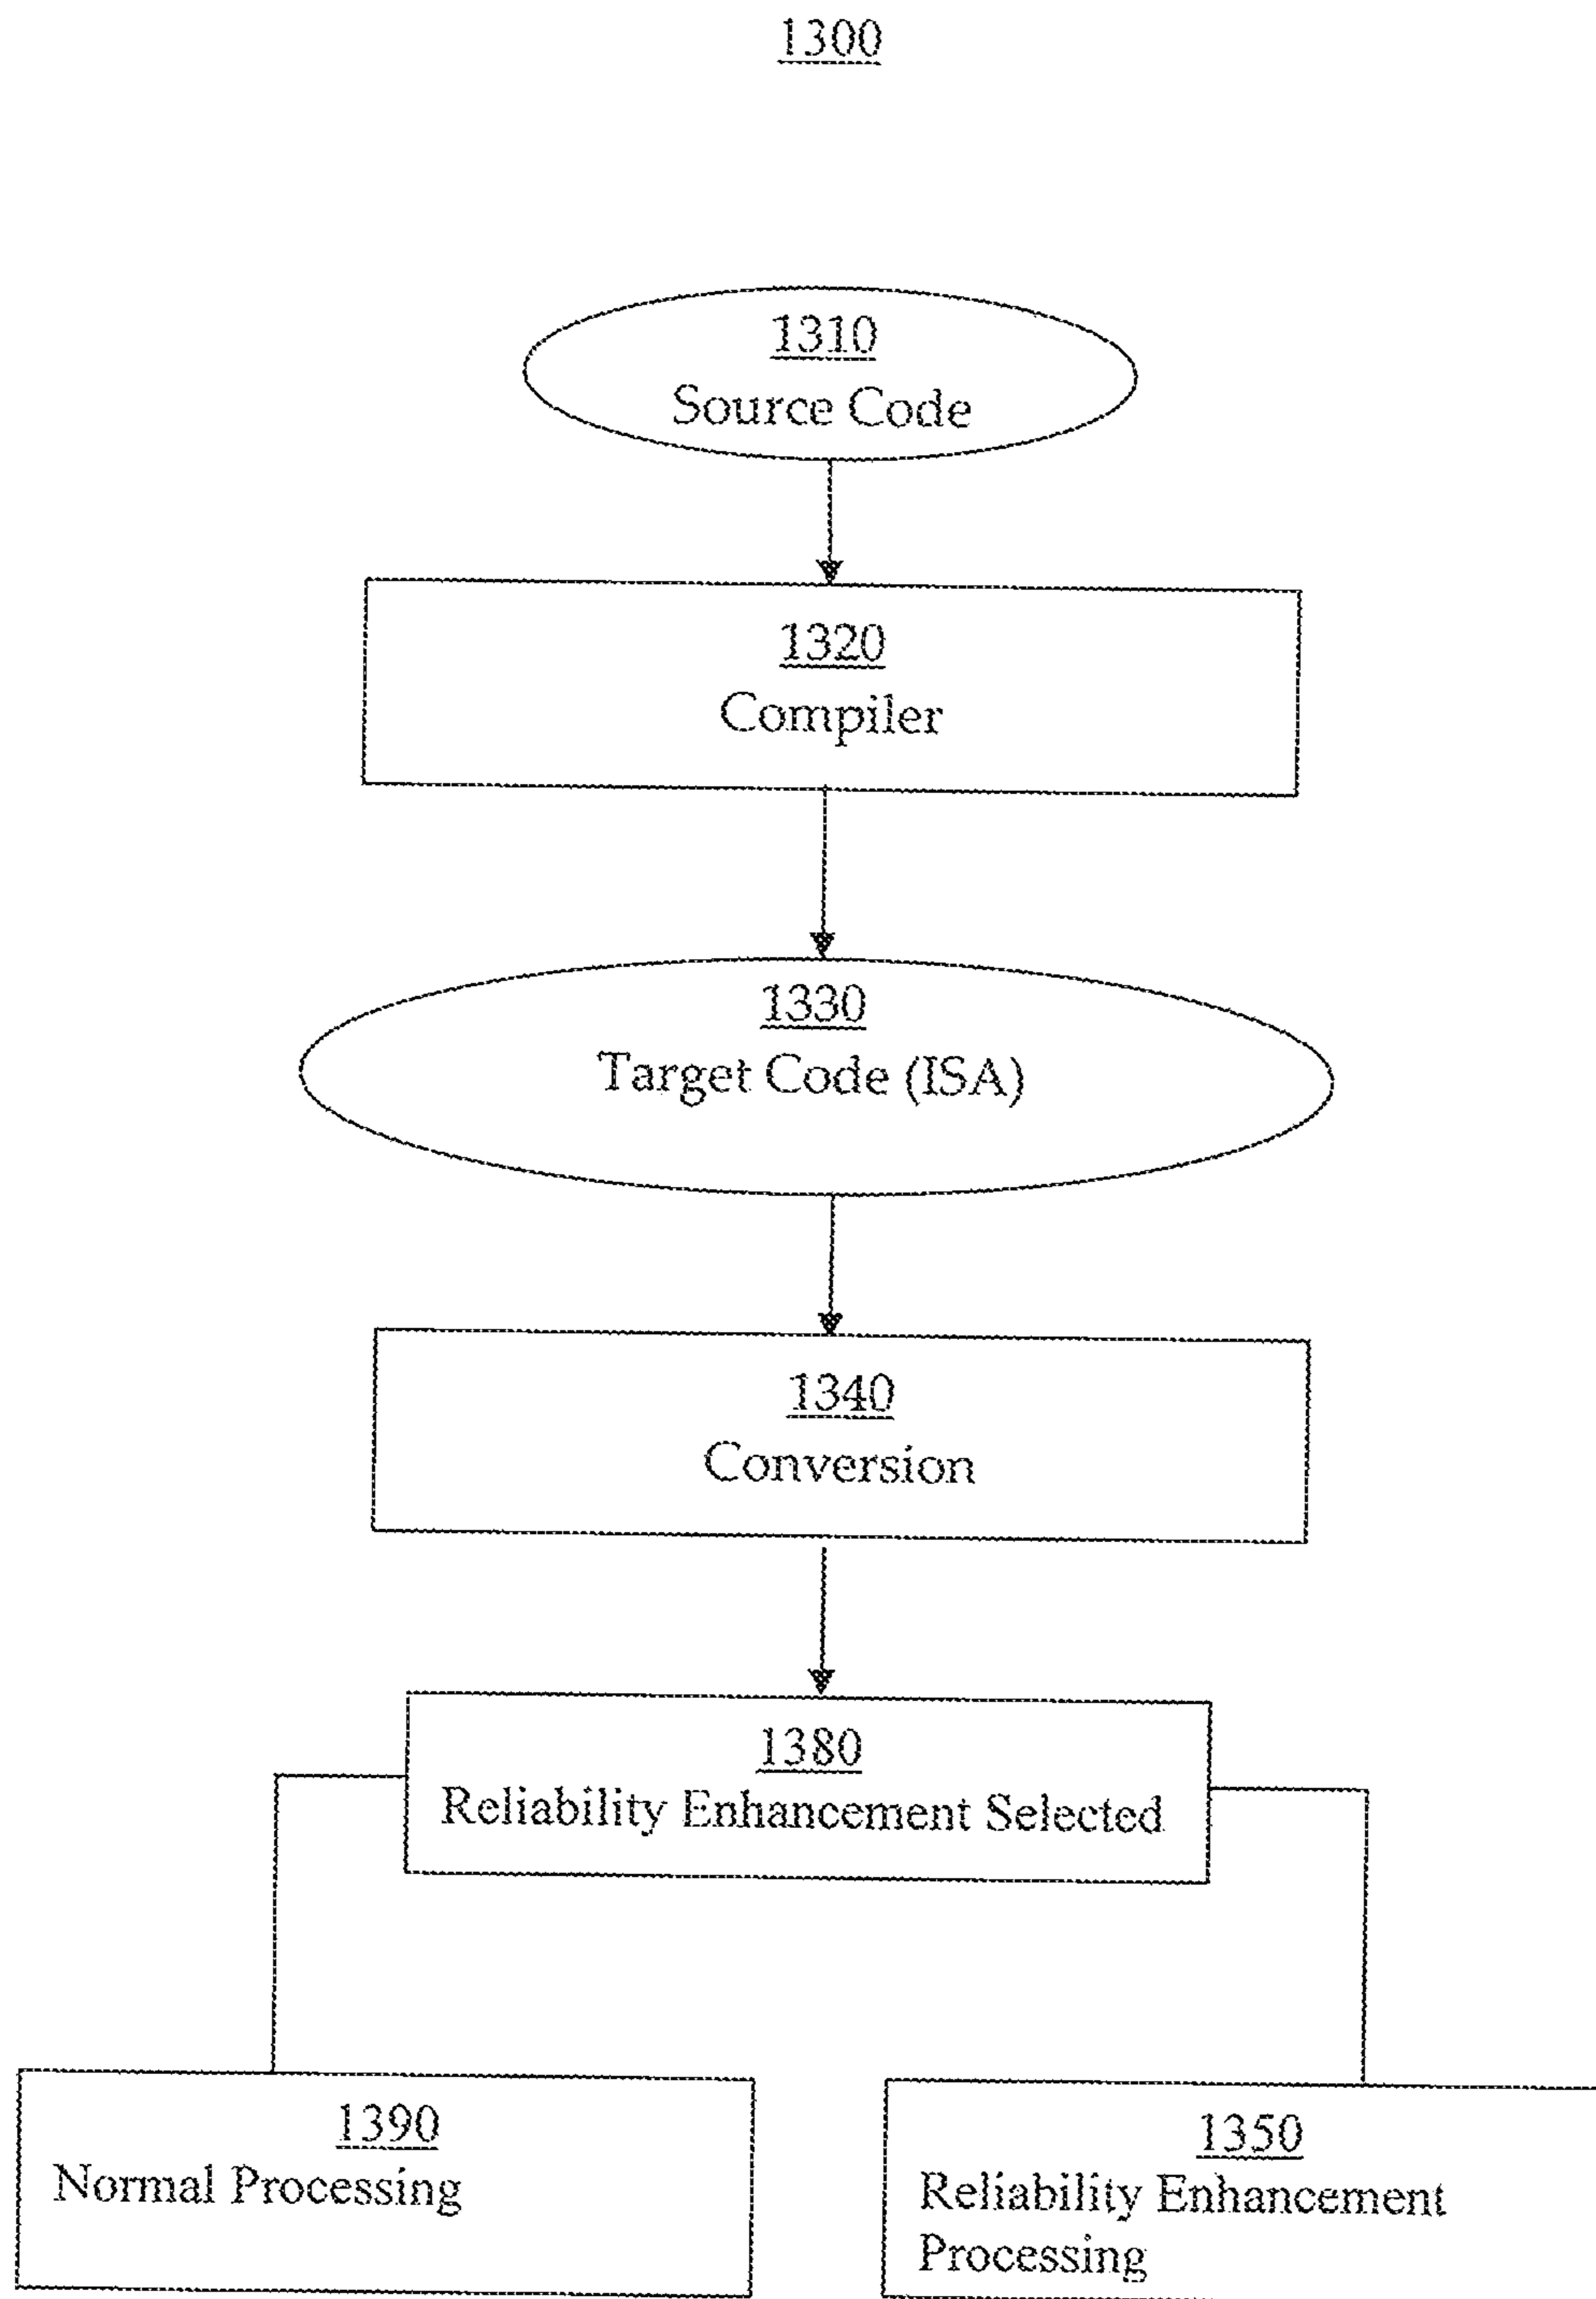 1300
1310
Source Code
1320
Compiler
1330
Target Code (ISA)
1340
Conversion
1380
Reliability Enhancement Selected
1390
Normal Processing
1350
Reliability Enhancement
Processing